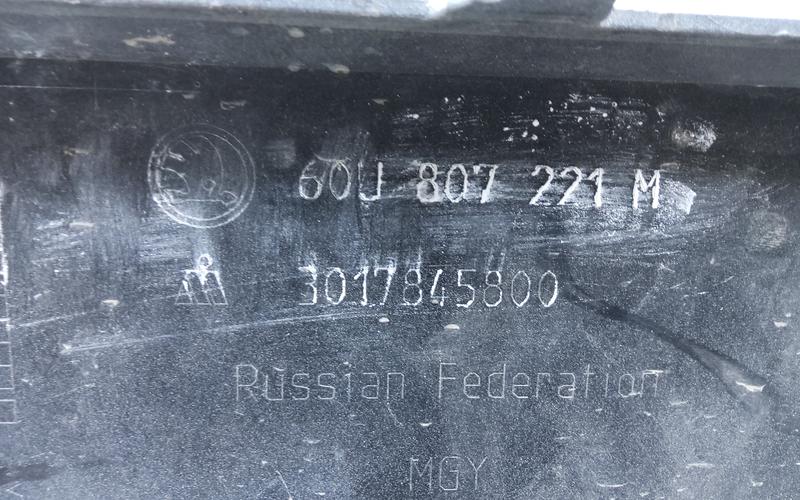 60U 807 221 M
3017845800
Russian Federation
MGY